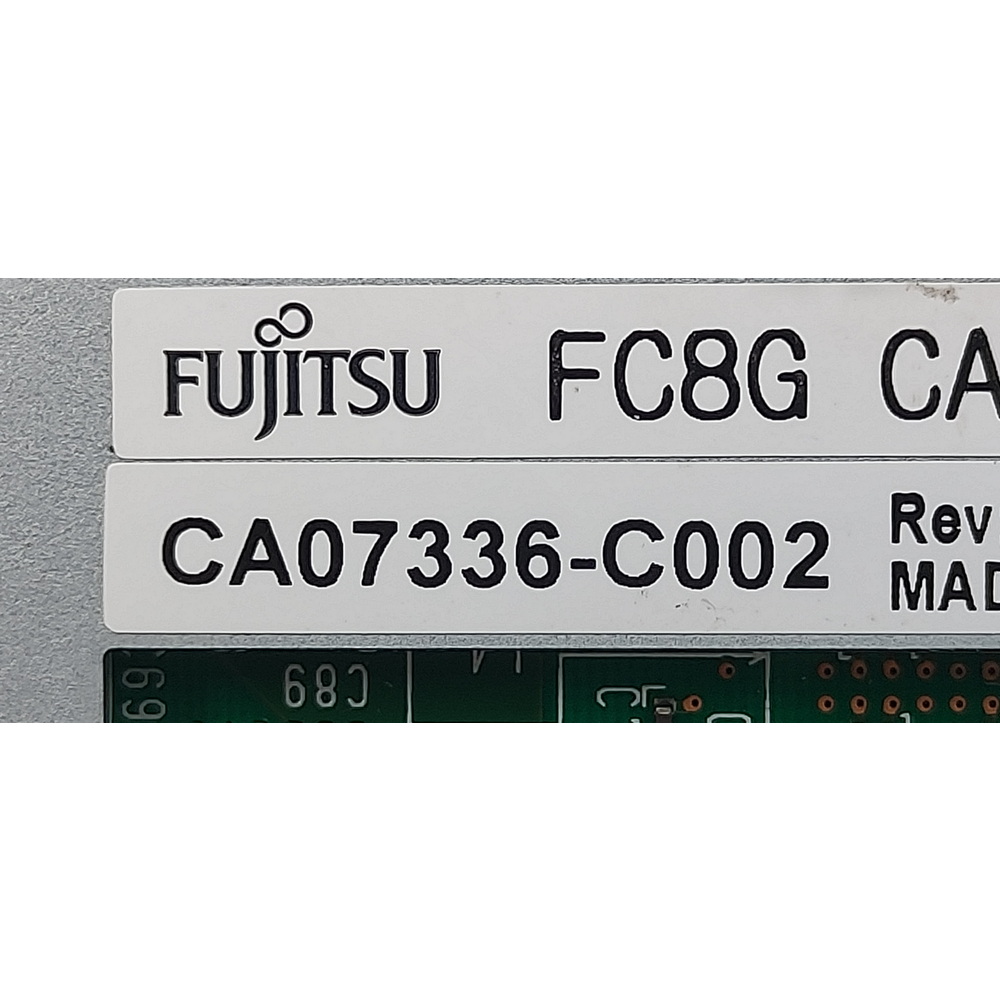 FUJITSU FC8G CA
CA07336-C002 Rev
MAD
C89